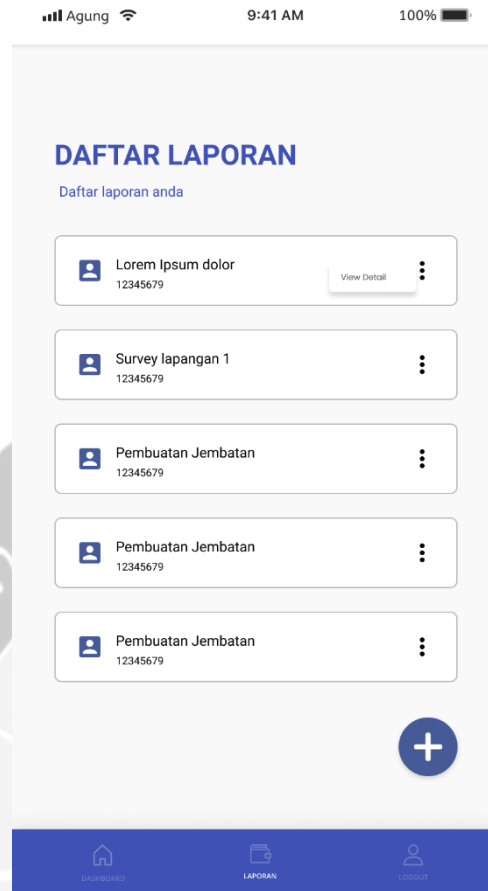 Agung 9:41 AM 100%
DAFTAR LAPORAN
Daftar laporan anda
Lorem Ipsum dolor
12345679
View Detail
Survey lapangan 1
12345679
Pembuatan Jembatan
12345679
Pembuatan Jembatan
12345679
Pembuatan Jembatan
12345679
DASHBOARD LAPORAN LOGOUT